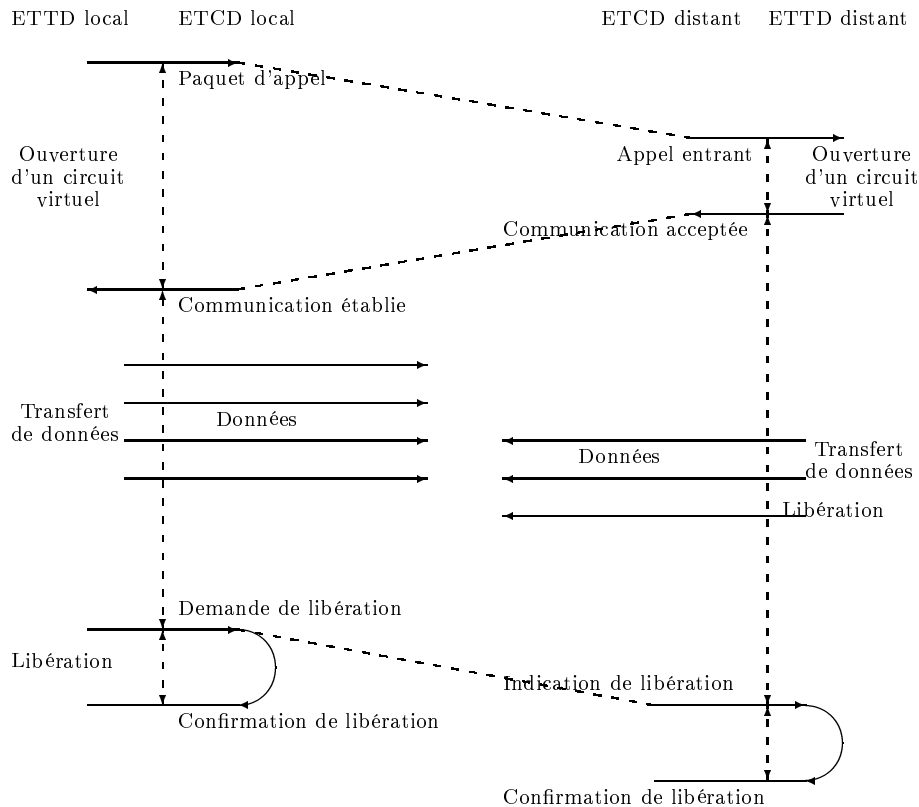 ETTD local
ETCD local
ETCD distant
ETTD distant
Paquet d'appel
Ouverture
d'un circuit
virtuel
Appel entrant
Ouverture
d'un circuit
virtuel
Communication acceptée
Communication établie
Transfert
de données
Données
Données
Transfert
de données
Libération
Demande de libération
Libération
Indication de libération
Confirmation de libération
Confirmation de libération